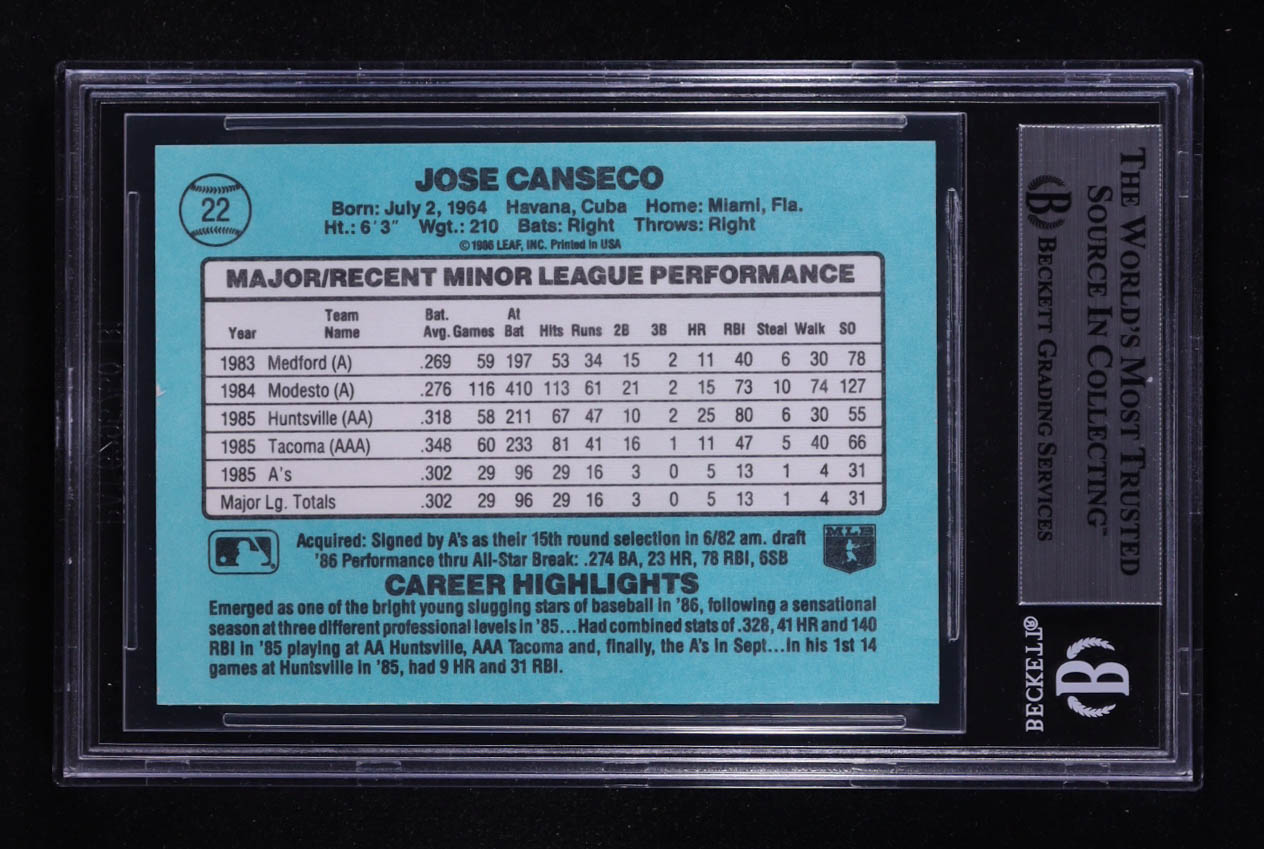 JOSE CANSECO
22
Born: July 2, 1964 Havana, Cuba Home: Miami, Fla.
Ht.: 6'3" Wgt.: 210 Bats: Right Throws: Right
©1986 LEAF, INC. Printed in USA
MAJOR/RECENT MINOR LEAGUE PERFORMANCE
Year Team Name Bat. Avg. Games At Bat Hits Runs 2B 3B HR RBI Steal Walk SO
1983 Medford (A) .269 59 197 53 34 15 2 11 40 6 30 78
1984 Modesto (A) .276 116 410 113 61 21 2 15 73 10 74 127
1985 Huntsville (AA) .318 58 211 67 47 10 2 25 80 6 30 55
1985 Tacoma (AAA) .348 60 233 81 41 16 1 11 47 5 40 66
1985 A's .302 29 96 29 16 3 0 5 13 1 4 31
Major Lg. Totals .302 29 96 29 16 3 0 5 13 1 4 31
Acquired: Signed by A's as their 15th round selection in 6/82 am. draft
'86 Performance thru All-Star Break: .274 BA, 23 HR, 78 RBI, 6SB
MLB
CAREER HIGHLIGHTS
Emerged as one of the bright young slugging stars of baseball in '86, following a sensational
season at three different professional levels in '85...Had combined stats of .328, 41 HR and 140
RBI in '85 playing at AA Huntsville, AAA Tacoma and, finally, the A's in Sept...In his 1st 14
games at Huntsville in '85, had 9 HR and 31 RBI.
THE WORLD'S MOST TRUSTED
SOURCE IN COLLECTING™
B BECKETT GRADING SERVICES
BECKETT®
B